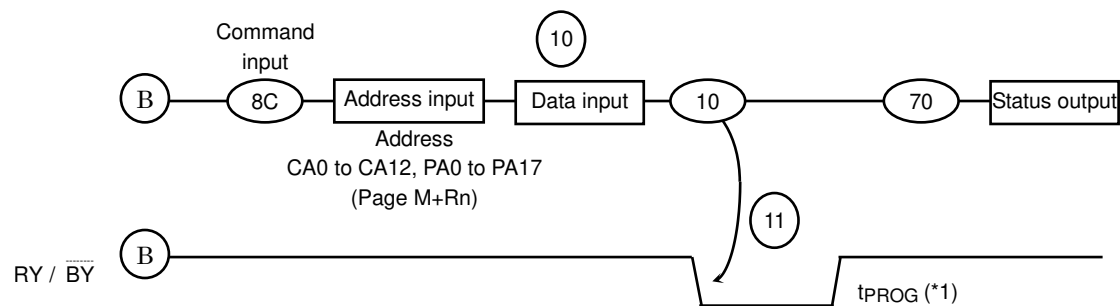 10
Command
input
B
8C
Address input
Data input
10
70
Status output
Address
CA0 to CA12, PA0 to PA17
(Page M+Rn)
11
B
RY / BY
tPROG (*1)